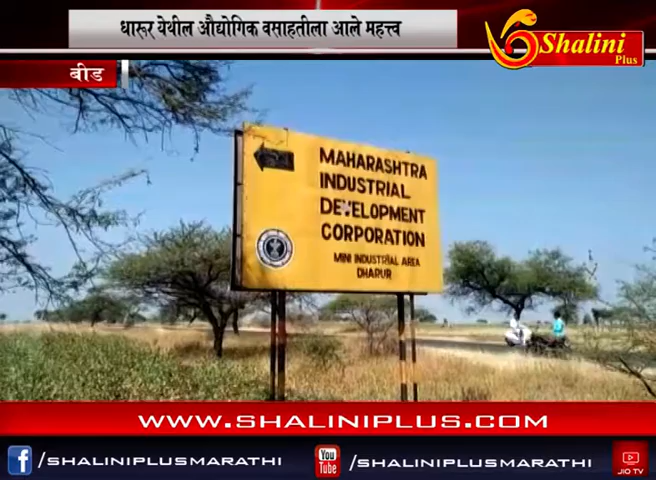 धारूर येथील औद्योगिक वसाहतीला आले महत्त्व
Shalini
Plus
बीड
MAHARASHTRA
INDUSTRIAL
DEVELOPMENT
CORPORATION
MINI INDUSTRIAL AREA
DHARUR
WWW.SHALINIPLUS.COM
f /SHALINIPLUSMARATHI
You Tube /SHALINIPLUSMARATHI
JIO TV